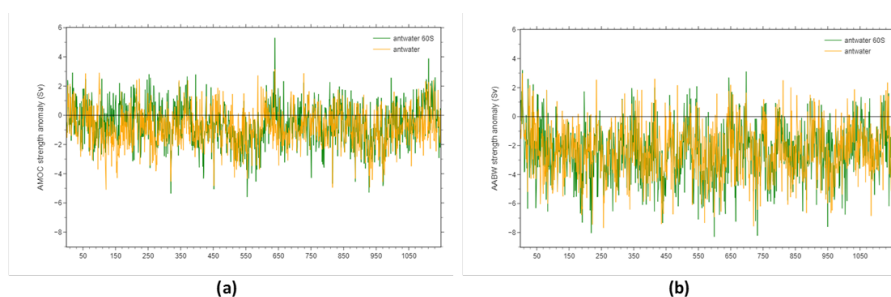 6
4
2
0
−2
−4
−6
−8
AMOC strength anomaly (Sv)
antwater 60S
antwater
50 150 250 350 450 550 650 750 850 950 1050
(a)
6
4
2
0
−2
−4
−6
−8
AABW strength anomaly (Sv)
antwater 60S
antwater
50 150 250 350 450 550 650 750 850 950 1050
(b)